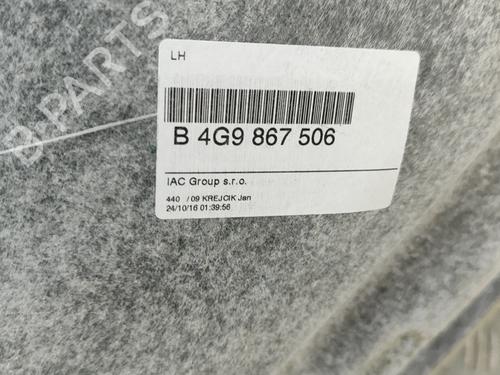 B-PARTS
LH
B 4G9 867 506
IAC Group s.r.o.
440 / 09 KREJCIK Jan
24/10/16 01:39:56